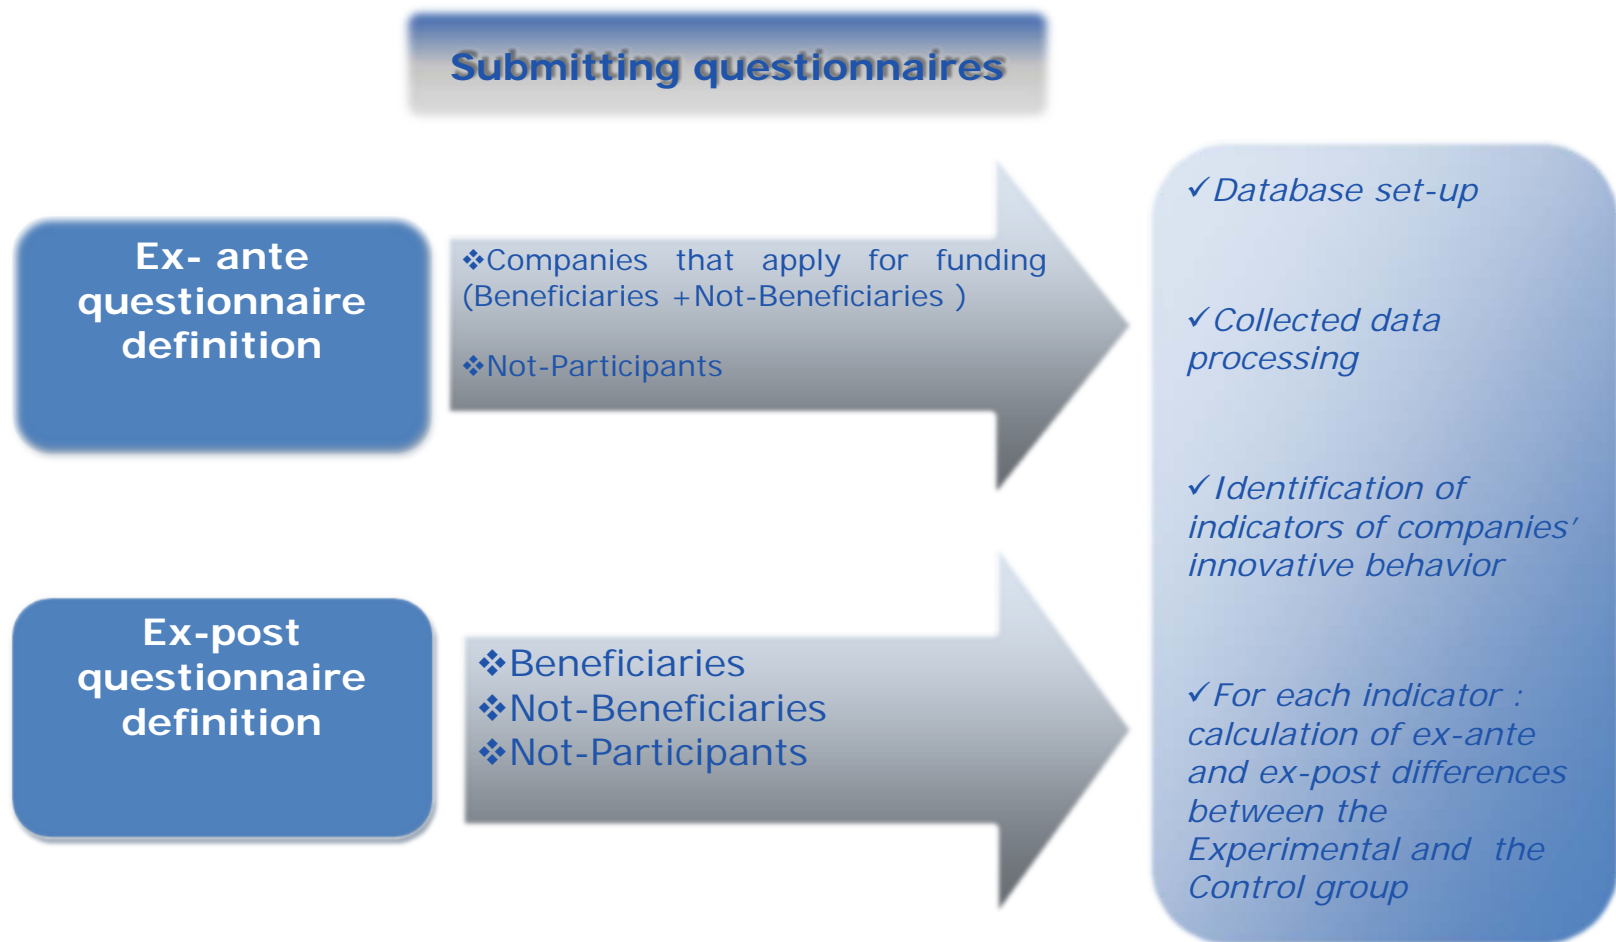 Submitting questionnaires
Ex- ante
questionnaire
definition
❖Companies that apply for funding
(Beneficiaries +Not-Beneficiaries )
❖Not-Participants
Ex-post
questionnaire
definition
❖Beneficiaries
❖Not-Beneficiaries
❖Not-Participants
✓Database set-up
✓Collected data
processing
✓Identification of
indicators of companies’
innovative behavior
✓For each indicator :
calculation of ex-ante
and ex-post differences
between the
Experimental and the
Control group